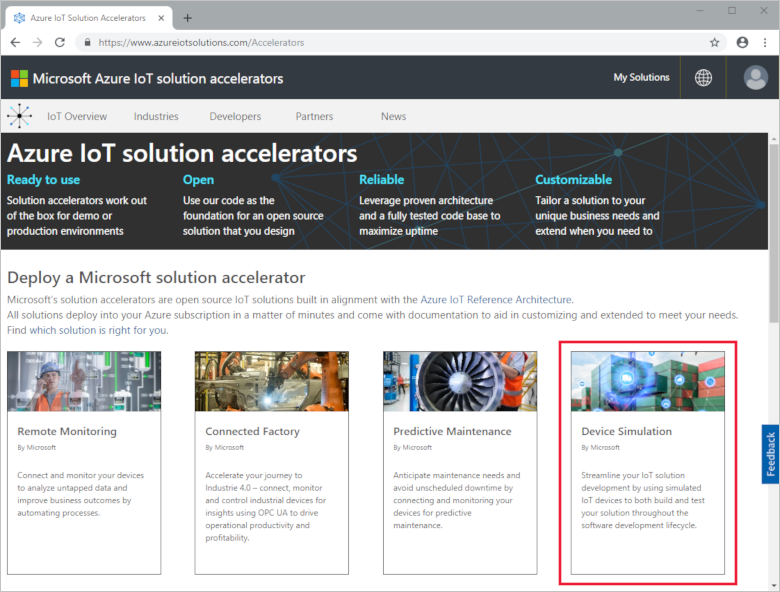 Azure IoT Solution Accelerators
https://www.azureiotsolutions.com/Accelerators
Microsoft Azure IoT solution accelerators
My Solutions
IoT Overview
Industries
Developers
Partners
News
Azure IoT solution accelerators
Ready to use
Solution accelerators work out
of the box for demo or
production environments
Open
Use our code as the
foundation for an open source
solution that you design
Reliable
Leverage proven architecture
and a fully tested code base to
maximize uptime
Customizable
Tailor a solution to your
unique business needs and
extend when you need to
Deploy a Microsoft solution accelerator
Microsoft's solution accelerators are open source IoT solutions built in alignment with the Azure IoT Reference Architecture.
All solutions deploy into your Azure subscription in a matter of minutes and come with documentation to aid in customizing and extended to meet your needs.
Find which solution is right for you.
Remote Monitoring
By Microsoft
Connect and monitor your devices
to analyze untapped data and
improve business outcomes by
automating processes.
Connected Factory
By Microsoft
Accelerate your journey to
Industrie 4.0 – connect, monitor
and control industrial devices for
insights using OPC UA to drive
operational productivity and
profitability.
Predictive Maintenance
By Microsoft
Anticipate maintenance needs and
avoid unscheduled downtime by
connecting and monitoring your
devices for predictive
maintenance.
Device Simulation
By Microsoft
Streamline your IoT solution
development by using simulated
IoT devices to both build and test
your solution throughout the
software development lifecycle.
Feedback